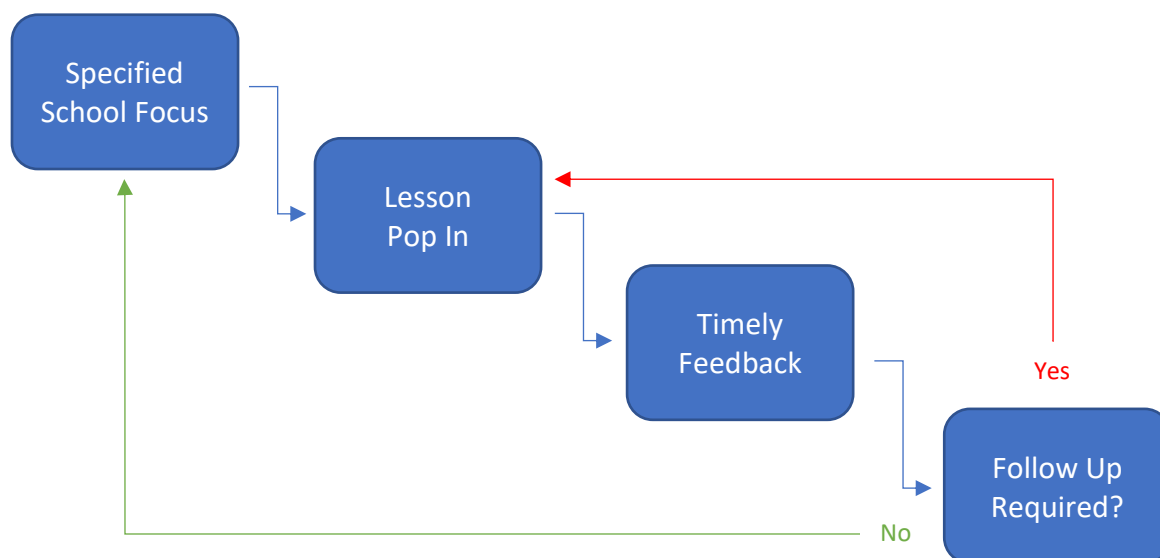 Specified
School Focus
Lesson
Pop In
Timely
Feedback
Yes
Follow Up
Required?
No